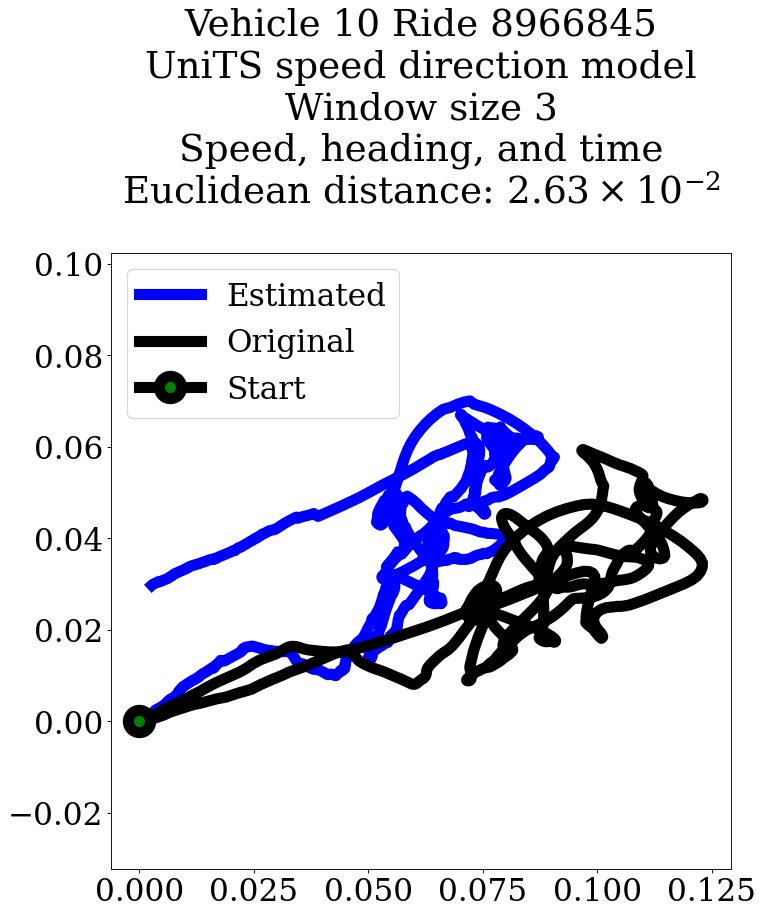 Vehicle 10 Ride 8966845
UniTS speed direction model
Window size 3
Speed, heading, and time
Euclidean distance: 2.63 × 10⁻²
0.10
0.08
0.06
0.04
0.02
0.00
−0.02
Estimated
Original
Start
0.000 0.025 0.050 0.075 0.100 0.125